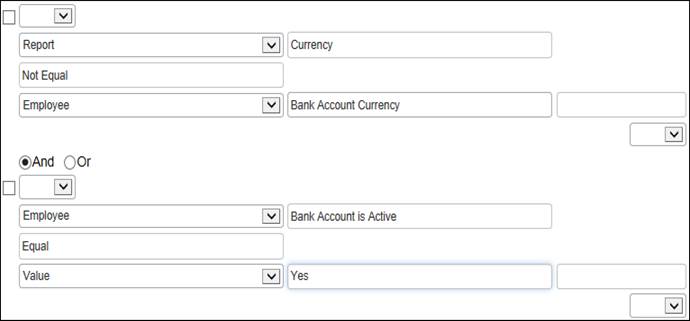 Report Currency
Not Equal
Employee Bank Account Currency
And Or
Employee Bank Account is Active
Equal
Value Yes